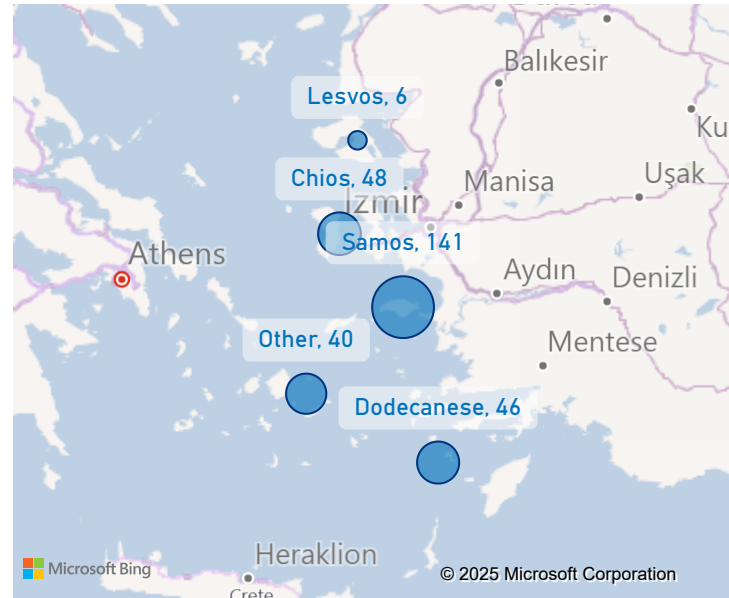 Balıkesir
Lesvos, 6
Ku
Chios, 48
Uşak
Manisa
İzmir
Samos, 141
Athens
Aydın
Denizli
Other, 40
Mentese
Dodecanese, 46
Heraklion
Microsoft Bing
© 2025 Microsoft Corporation
Crete